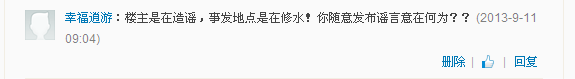 幸福逍游：楼主是在造谣，事发地点是在修水！你随意发布谣言意在何为？？ (2013-9-11
09:04)
删除 | | 回复